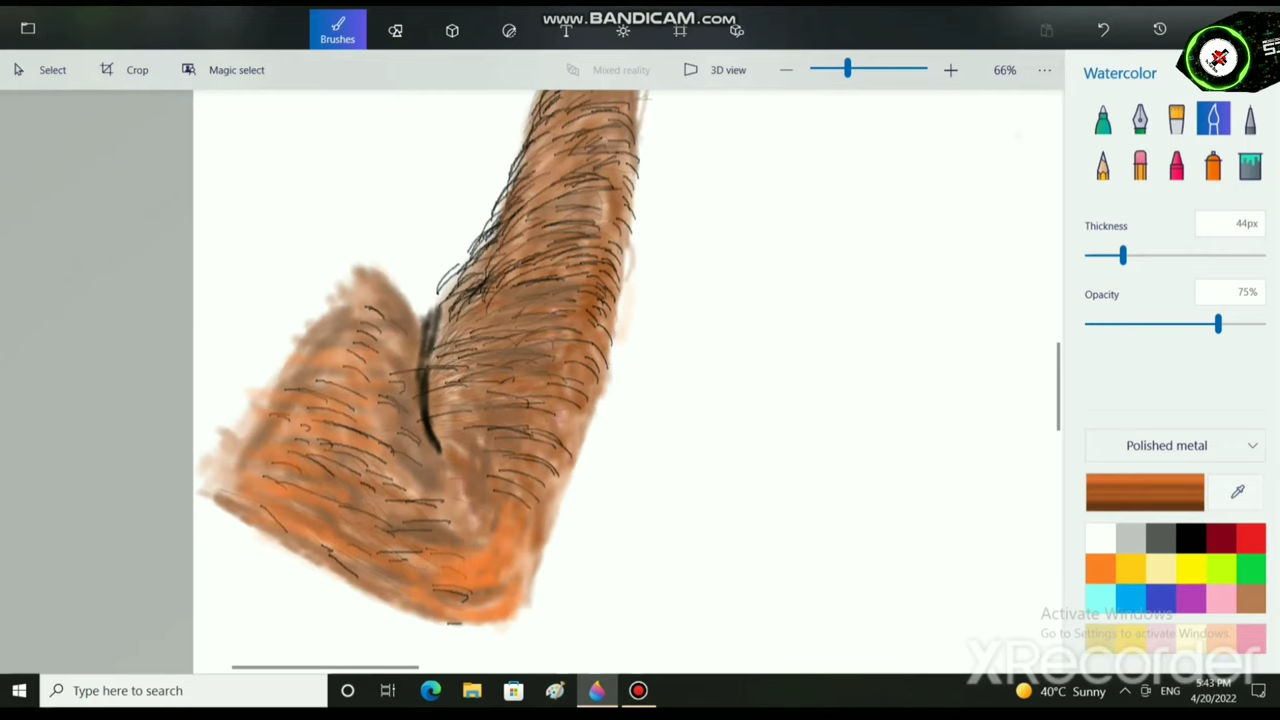 www.BANDICAM.com
Brushes
Select
Crop
Magic select
Mixed reality
3D view
66%
Watercolor
Thickness
44px
Opacity
75%
Polished metal
Activate Windows
Go to Settings to activate Windows.
XRecorder
Type here to search
40°C Sunny
ENG
5:43 PM
4/20/2022